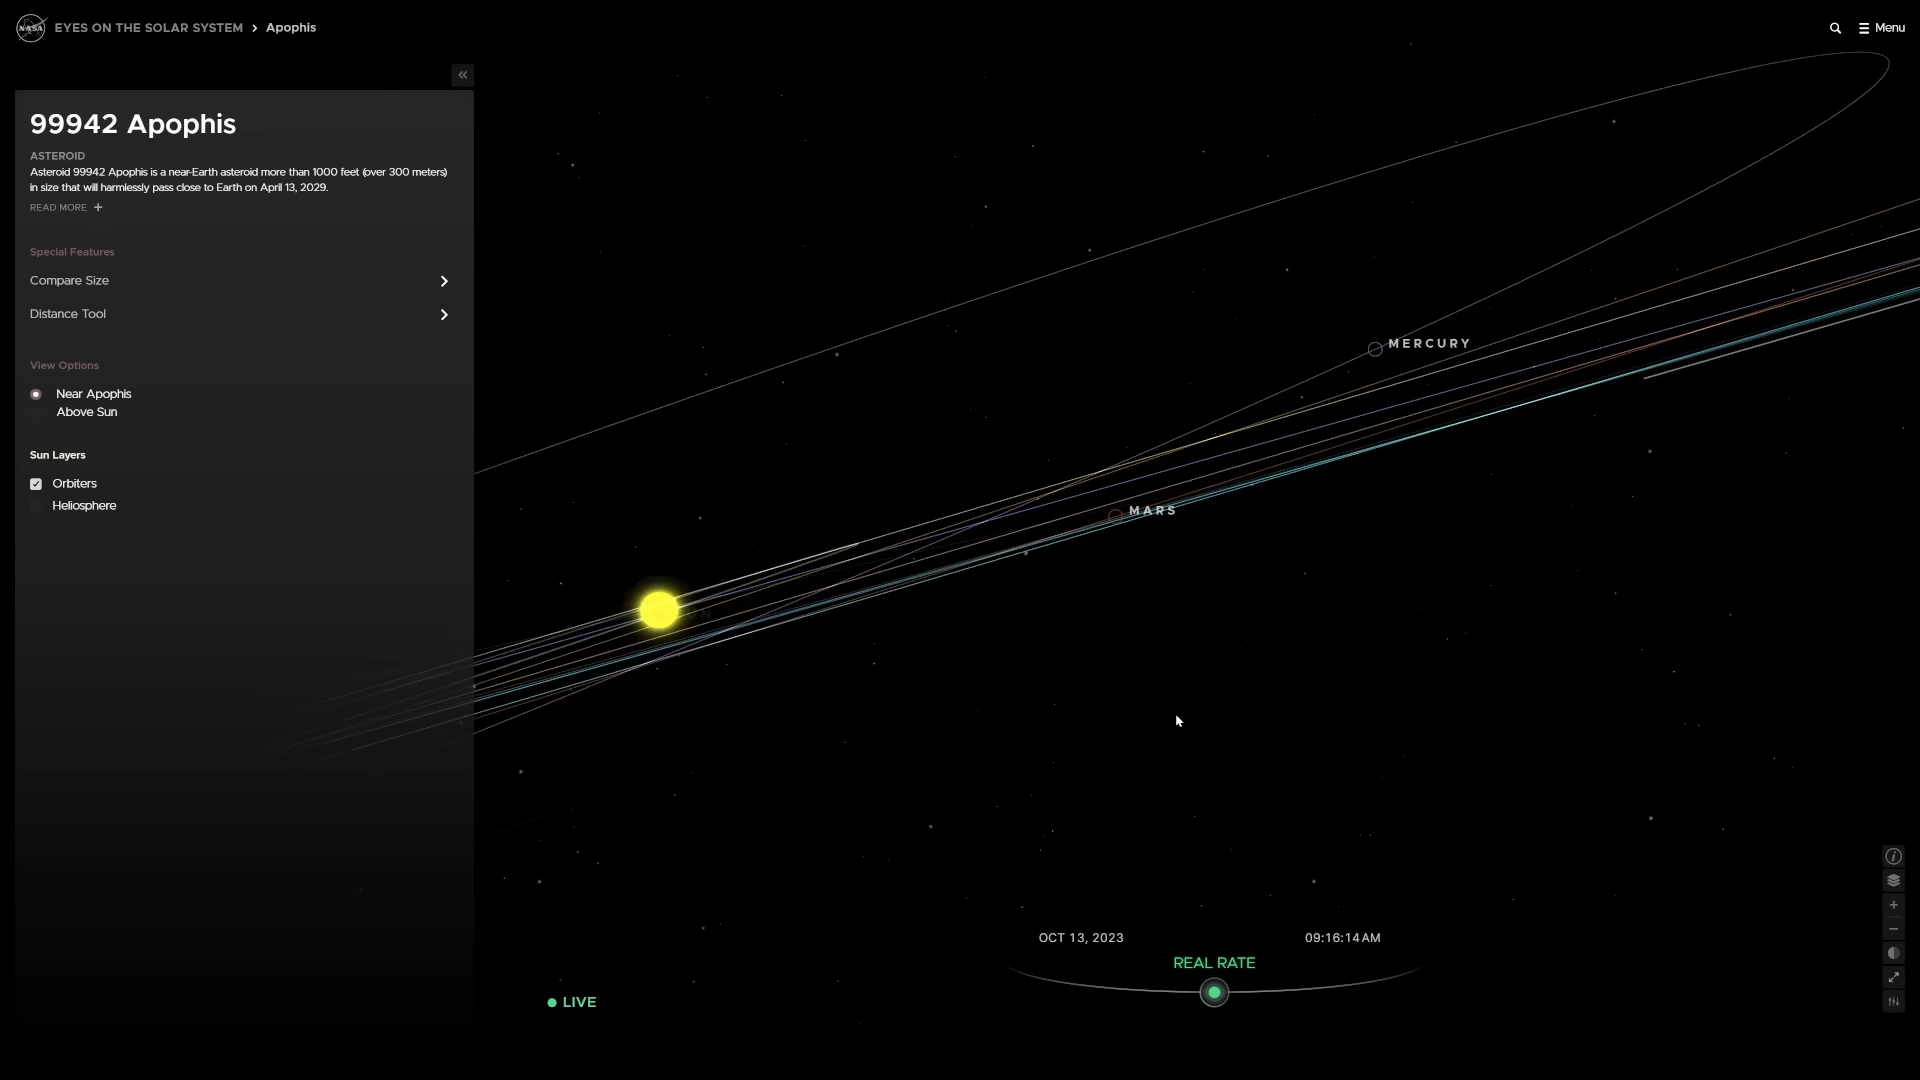 NASA
EYES ON THE SOLAR SYSTEM > Apophis
Menu
99942 Apophis
ASTEROID
Asteroid 99942 Apophis is a near-Earth asteroid more than 1000 feet (over 300 meters)
in size that will harmlessly pass close to Earth on April 13, 2029.
READ MORE +
Special Features
Compare Size
Distance Tool
View Options
Near Apophis
Above Sun
Sun Layers
Orbiters
Heliosphere
MERCURY
MARS
OCT 13, 2023 09:16:14AM
REAL RATE
LIVE